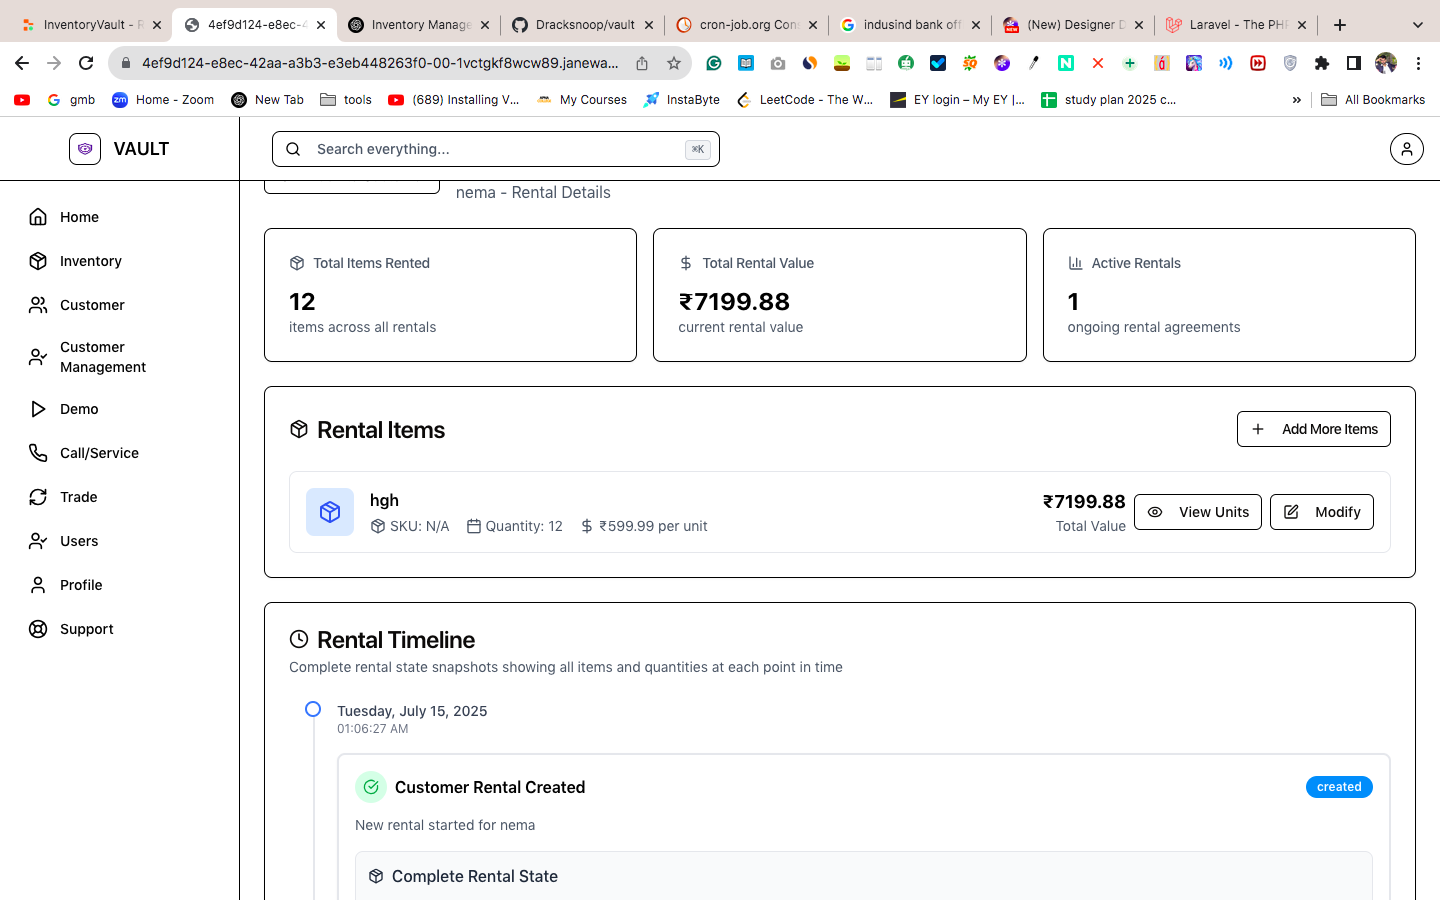 InventoryVault - R
4ef9d124-e8ec-4
Inventory Manage
Dracksnoop/vault
cron-job.org Cons
indusind bank offi
(New) Designer D
Laravel - The PHP
4ef9d124-e8ec-42aa-a3b3-e3eb448263f0-00-1vctgkf8wcw89.janewa...
gmb
Home - Zoom
New Tab
tools
(689) Installing V...
My Courses
InstaByte
LeetCode - The W...
EY login – My EY |...
study plan 2025 c...
»
All Bookmarks
VAULT
Search everything...
⌘K
Home
Inventory
Customer
Customer
Management
Demo
Call/Service
Trade
Users
Profile
Support
nema - Rental Details
Total Items Rented
12
items across all rentals
Total Rental Value
₹7199.88
current rental value
Active Rentals
1
ongoing rental agreements
Rental Items
Add More Items
hgh
SKU: N/A
Quantity: 12
₹599.99 per unit
₹7199.88
Total Value
View Units
Modify
Rental Timeline
Complete rental state snapshots showing all items and quantities at each point in time
Tuesday, July 15, 2025
01:06:27 AM
Customer Rental Created
created
New rental started for nema
Complete Rental State